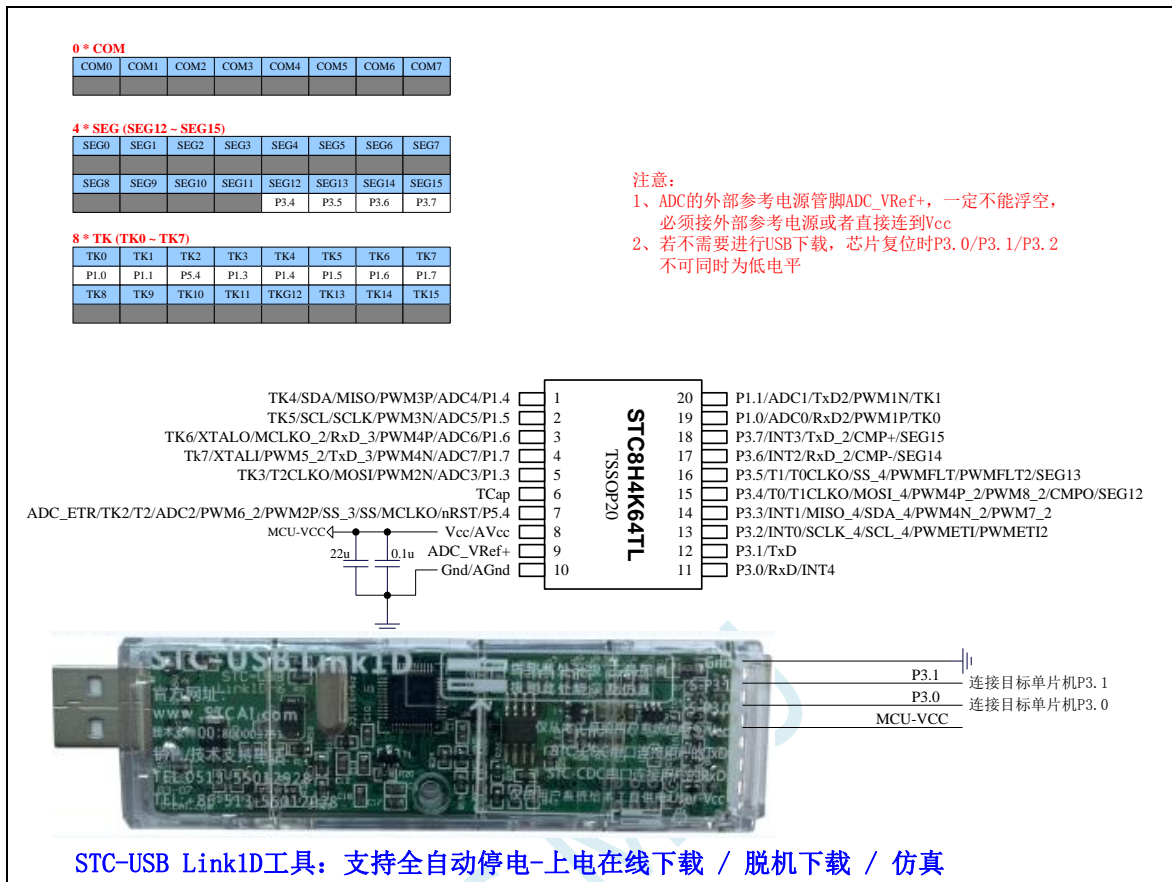 0 * COM
COM0 COM1 COM2 COM3 COM4 COM5 COM6 COM7
4 * SEG (SEG12 ~ SEG15)
SEG0 SEG1 SEG2 SEG3 SEG4 SEG5 SEG6 SEG7
SEG8 SEG9 SEG10 SEG11 SEG12 SEG13 SEG14 SEG15
P3.4 P3.5 P3.6 P3.7
8 * TK (TK0 ~ TK7)
TK0 TK1 TK2 TK3 TK4 TK5 TK6 TK7
P1.0 P1.1 P5.4 P1.3 P1.4 P1.5 P1.6 P1.7
TK8 TK9 TK10 TK11 TKG12 TK13 TK14 TK15
注意：
1、ADC的外部参考电源管脚ADC_VRef+，一定不能浮空，
必须接外部参考电源或者直接连到Vcc
2、若不需要进行USB下载，芯片复位时P3.0/P3.1/P3.2
不可同时为低电平
TK4/SDA/MISO/PWM3P/ADC4/P1.4 1
TK5/SCL/SCLK/PWM3N/ADC5/P1.5 2
TK6/XTALO/MCLKO_2/RxD_3/PWM4P/ADC6/P1.6 3
Tk7/XTALI/PWM5_2/TxD_3/PWM4N/ADC7/P1.7 4
TK3/T2CLKO/MOSI/PWM2N/ADC3/P1.3 5
TCap 6
ADC_ETR/TK2/T2/ADC2/PWM6_2/PWM2P/SS_3/SS/MCLKO/nRST/P5.4 7
MCU-VCC Vcc/AVcc 8
22u 0.1u ADC_VRef+ 9
Gnd/AGnd 10
STC8H4K64TL
TSSOP20
20 P1.1/ADC1/TxD2/PWM1N/TK1
19 P1.0/ADC0/RxD2/PWM1P/TK0
18 P3.7/INT3/TxD_2/CMP+/SEG15
17 P3.6/INT2/RxD_2/CMP-/SEG14
16 P3.5/T1/T0CLKO/SS_4/PWMFLT/PWMFLT2/SEG13
15 P3.4/T0/T1CLKO/MOSI_4/PWM4P_2/PWM8_2/CMPO/SEG12
14 P3.3/INT1/MISO_4/SDA_4/PWM4N_2/PWM7_2
13 P3.2/INT0/SCLK_4/SCL_4/PWMETI/PWMETI2
12 P3.1/TxD
11 P3.0/RxD/INT4
STC-USB Link1D
官方网址
www.STCAI.com
Gnd
S-P3.1
User-Vcc
P3.1 连接目标单片机P3.1
P3.0 连接目标单片机P3.0
MCU-VCC
STC-USB Link1D工具：支持全自动停电-上电在线下载 / 脱机下载 / 仿真